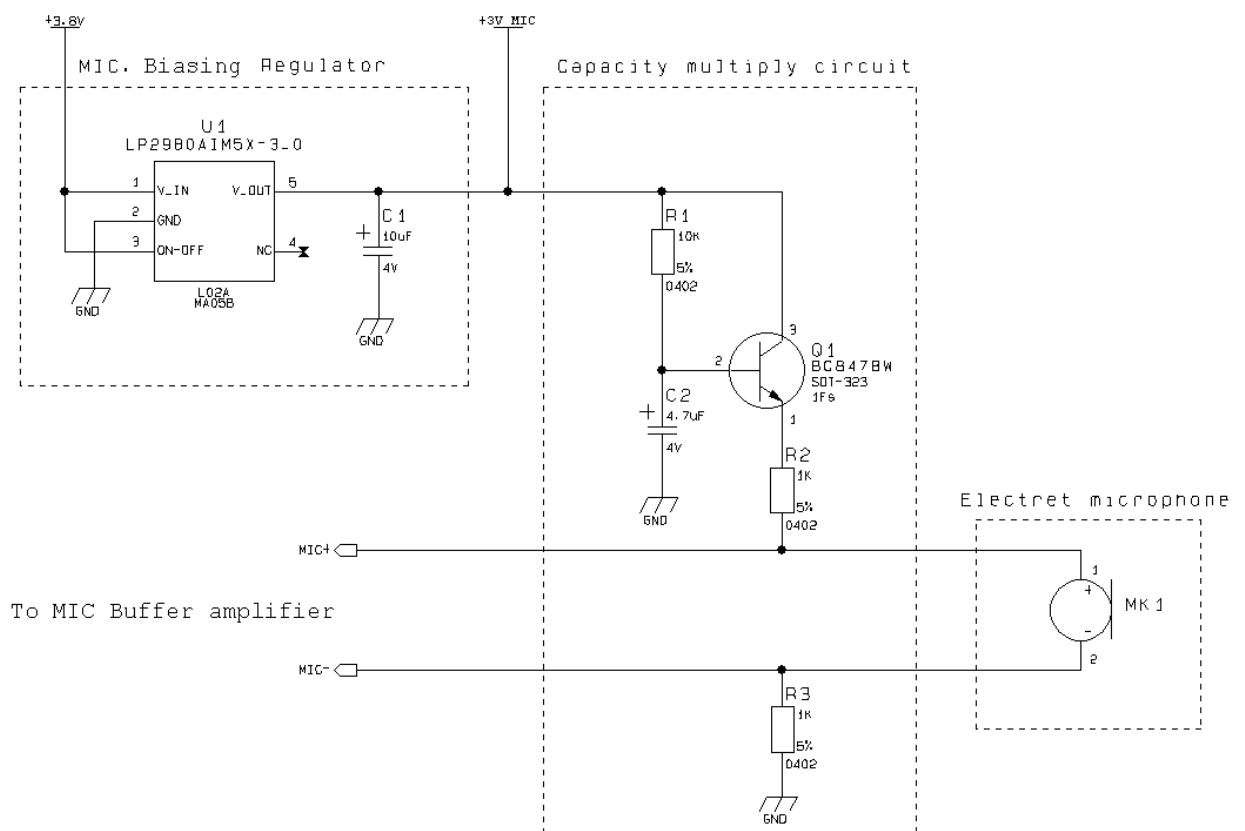 +3.8V
+3V MIC
MIC. Biasing Regulator
Capacity multiply circuit
U1
LP2980AIM5X-3_0
1
V_IN
V_OUT
5
2
GND
3
ON-OFF
NC
4
L02A
MA05B
GND
C1
+
10uF
4V
GND
R1
10K
5%
0402
2
3
Q1
BC847BW
SOT-323
1Fs
1
C2
+
4.7uF
4V
GND
R2
1K
5%
0402
Electret microphone
MIC+
1
+
MK1
-
2
To MIC Buffer amplifier
MIC-
R3
1K
5%
0402
GND